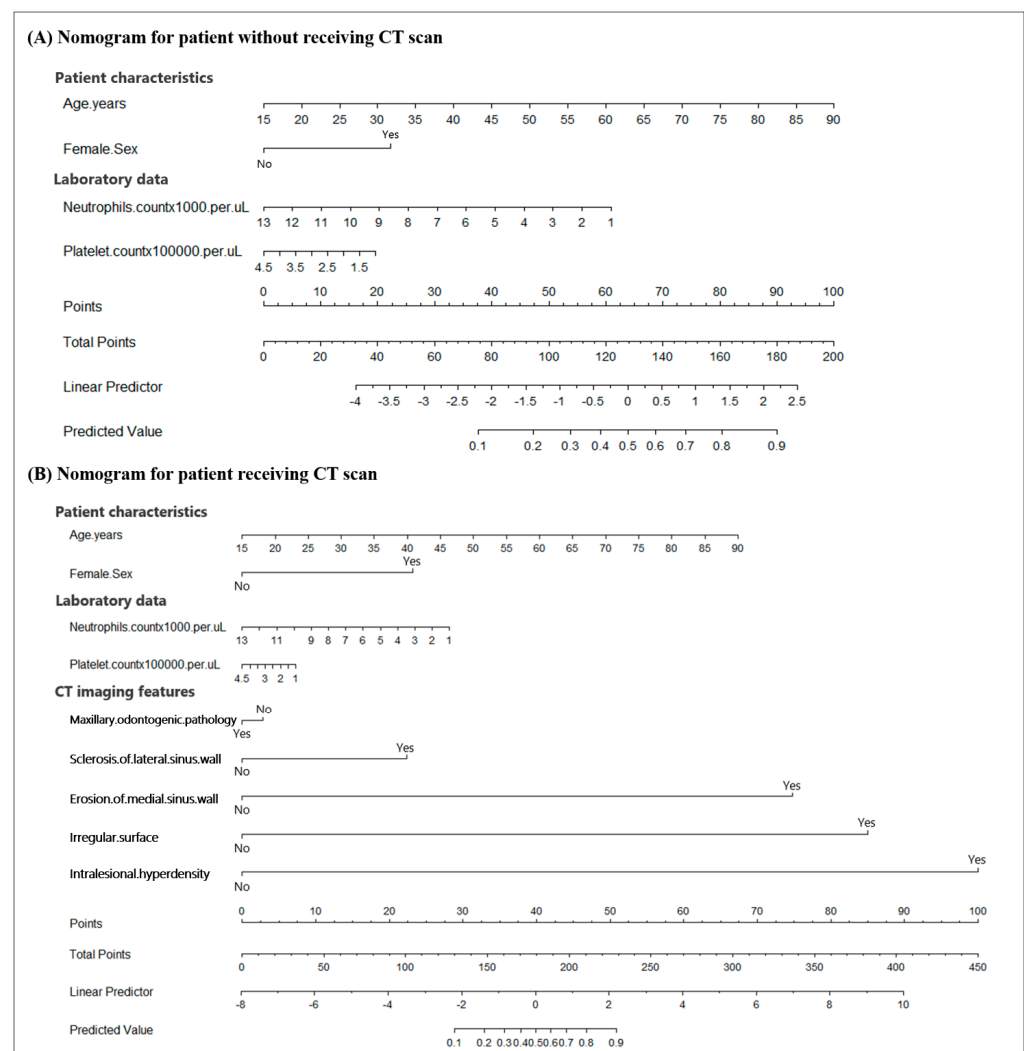 (A) Nomogram for patient without receiving CT scan
Patient characteristics
Age.years
15 20 25 30 35 40 45 50 55 60 65 70 75 80 85 90
Yes
Female.Sex
No
Laboratory data
Neutrophils.countx1000.per.uL
13 12 11 10 9 8 7 6 5 4 3 2 1
Platelet.countx100000.per.uL
4.5 3.5 2.5 1.5
0 10 20 30 40 50 60 70 80 90 100
Points
Total Points
0 20 40 60 80 100 120 140 160 180 200
Linear Predictor
-4 -3.5 -3 -2.5 -2 -1.5 -1 -0.5 0 0.5 1 1.5 2 2.5
Predicted Value
0.1 0.2 0.3 0.4 0.5 0.6 0.7 0.8 0.9
(B) Nomogram for patient receiving CT scan
Patient characteristics
Age.years
15 20 25 30 35 40 45 50 55 60 65 70 75 80 85 90
Yes
Female.Sex
No
Laboratory data
Neutrophils.countx1000.per.uL
13 11 9 8 7 6 5 4 3 2 1
Platelet.countx100000.per.uL
4.5 3 2 1
CT imaging features
No
Maxillary.odontogenic.pathology
Yes
Yes
Sclerosis.of.lateral.sinus.wall
No
Yes
Erosion.of.medial.sinus.wall
No
Yes
Irregular.surface
No
Yes
Intralesional.hyperdensity
No
0 10 20 30 40 50 60 70 80 90 100
Points
Total Points
0 50 100 150 200 250 300 350 400 450
Linear Predictor
-8 -6 -4 -2 0 2 4 6 8 10
Predicted Value
0.1 0.2 0.3 0.4 0.5 0.6 0.7 0.8 0.9